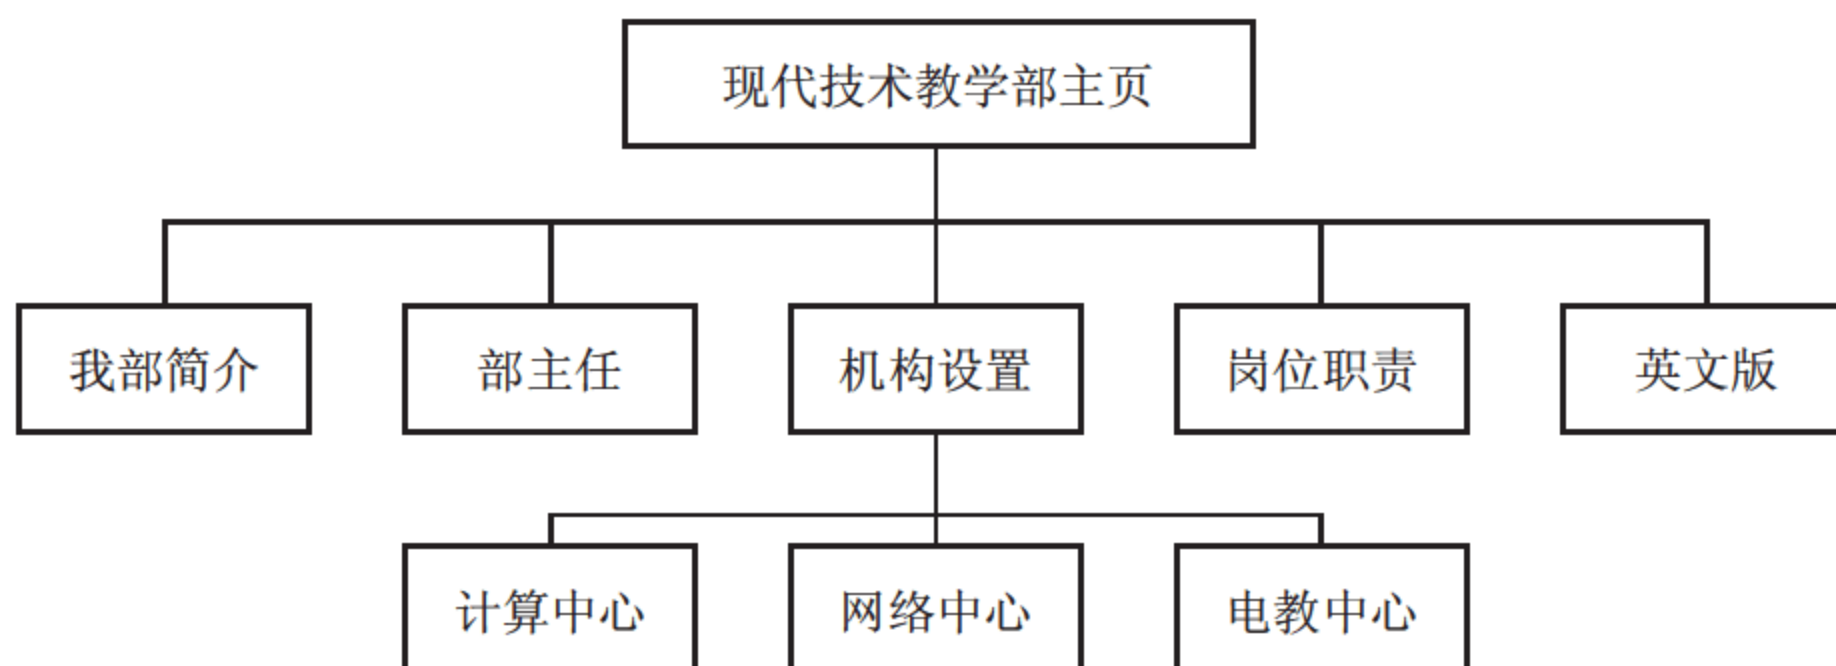 现代技术教学部主页
我部简介
部主任
机构设置
岗位职责
英文版
计算中心
网络中心
电教中心